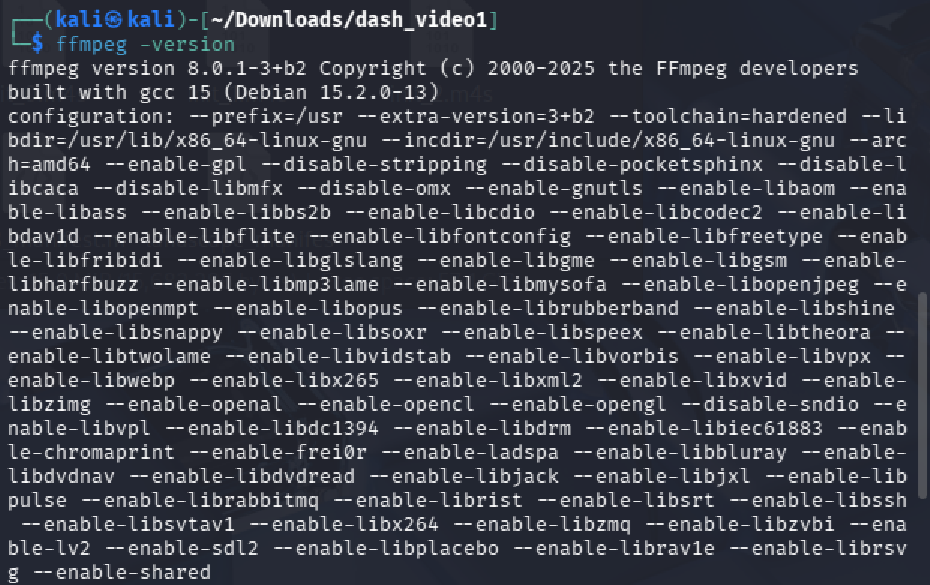 ┌──(kali㉿kali)-[~/Downloads/dash_video1]
└─$ ffmpeg -version
ffmpeg version 8.0.1-3+b2 Copyright (c) 2000-2025 the FFmpeg developers
built with gcc 15 (Debian 15.2.0-13)
configuration: --prefix=/usr --extra-version=3+b2 --toolchain=hardened --li
bdir=/usr/lib/x86_64-linux-gnu --incdir=/usr/include/x86_64-linux-gnu --arc
h=amd64 --enable-gpl --disable-stripping --disable-pocketsphinx --disable-l
ibcaca --disable-libmfx --disable-omx --enable-gnutls --enable-libaom --ena
ble-libass --enable-libbs2b --enable-libcdio --enable-libcodec2 --enable-li
bdav1d --enable-libflite --enable-libfontconfig --enable-libfreetype --enab
le-libfribidi --enable-libglslang --enable-libgme --enable-libgsm --enable-
libharfbuzz --enable-libmp3lame --enable-libmysofa --enable-libopenjpeg --e
nable-libopenmpt --enable-libopus --enable-librubberband --enable-libshine
--enable-libsnappy --enable-libsoxr --enable-libspeex --enable-libtheora --
enable-libtwolame --enable-libvidstab --enable-libvorbis --enable-libvpx --
enable-libwebp --enable-libx265 --enable-libxml2 --enable-libxvid --enable-
libzimg --enable-openal --enable-opencl --enable-opengl --disable-sndio --e
nable-libvpl --enable-libdc1394 --enable-libdrm --enable-libiec61883 --enab
le-chromaprint --enable-frei0r --enable-ladspa --enable-libbluray --enable-
libdvdnav --enable-libdvdread --enable-libjack --enable-libjxl --enable-lib
pulse --enable-librabbitmq --enable-librist --enable-libsrt --enable-libssh
 --enable-libsvtav1 --enable-libx264 --enable-libzmq --enable-libzvbi --ena
ble-lv2 --enable-sdl2 --enable-libplacebo --enable-librav1e --enable-librsv
g --enable-shared